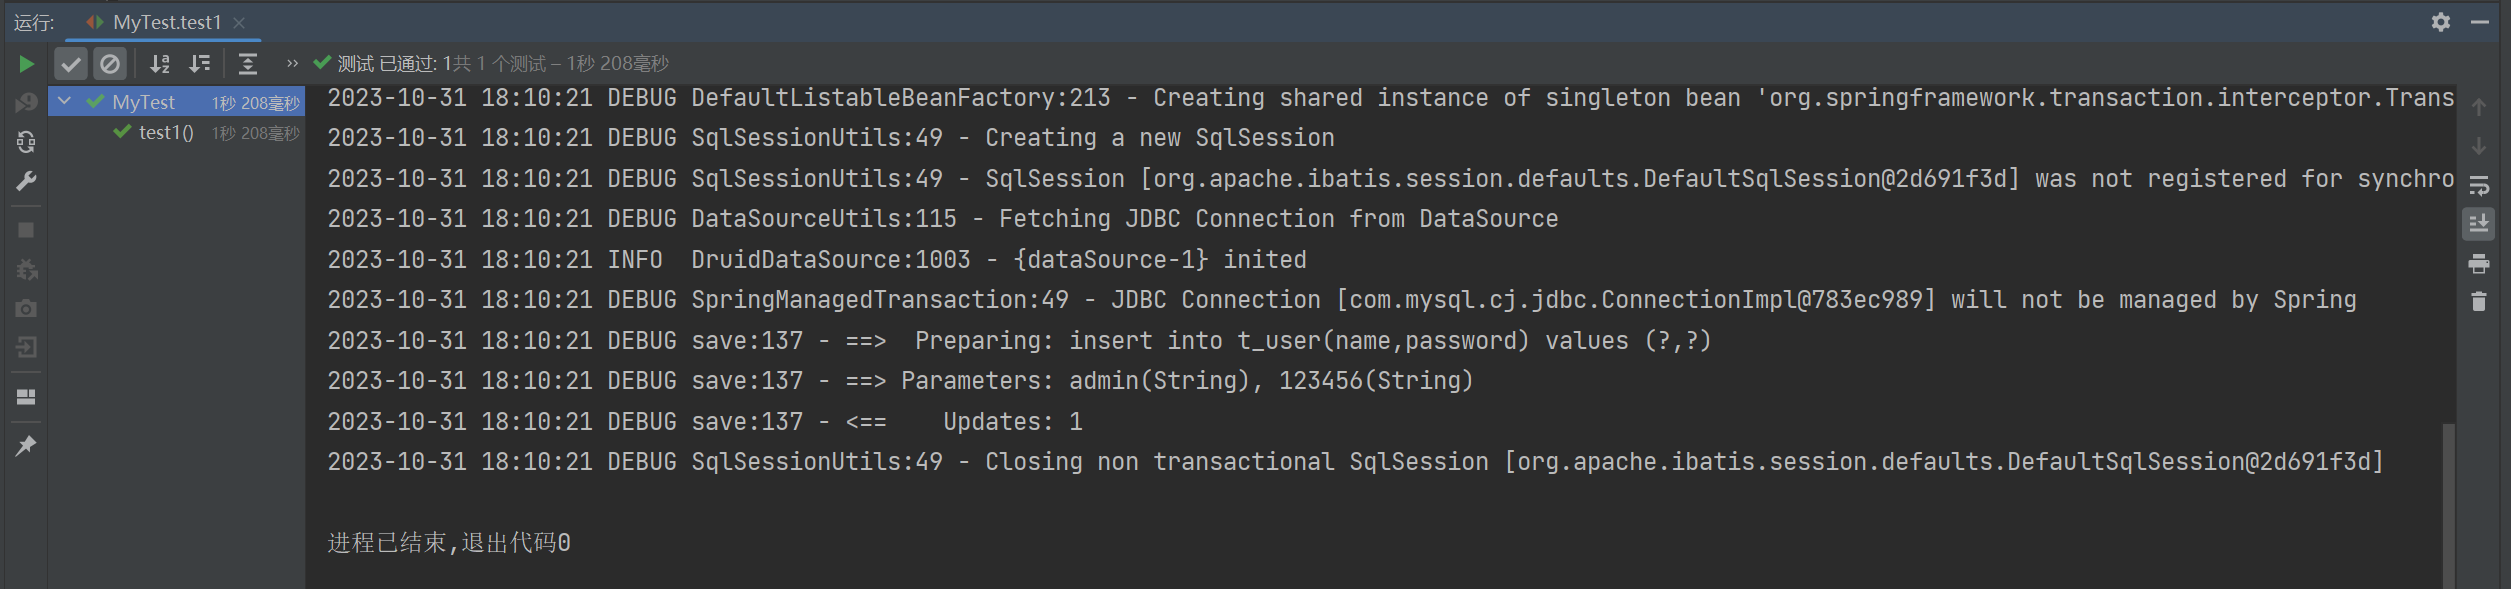 运行: MyTest.test1
测试 已通过: 1共 1 个测试 – 1秒 208毫秒
MyTest 1秒 208毫秒
test1() 1秒 208毫秒
2023-10-31 18:10:21 DEBUG DefaultListableBeanFactory:213 - Creating shared instance of singleton bean 'org.springframework.transaction.interceptor.Trans
2023-10-31 18:10:21 DEBUG SqlSessionUtils:49 - Creating a new SqlSession
2023-10-31 18:10:21 DEBUG SqlSessionUtils:49 - SqlSession [org.apache.ibatis.session.defaults.DefaultSqlSession@2d691f3d] was not registered for synchro
2023-10-31 18:10:21 DEBUG DataSourceUtils:115 - Fetching JDBC Connection from DataSource
2023-10-31 18:10:21 INFO  DruidDataSource:1003 - {dataSource-1} inited
2023-10-31 18:10:21 DEBUG SpringManagedTransaction:49 - JDBC Connection [com.mysql.cj.jdbc.ConnectionImpl@783ec989] will not be managed by Spring
2023-10-31 18:10:21 DEBUG save:137 - ==>  Preparing: insert into t_user(name,password) values (?,?)
2023-10-31 18:10:21 DEBUG save:137 - ==> Parameters: admin(String), 123456(String)
2023-10-31 18:10:21 DEBUG save:137 - <==    Updates: 1
2023-10-31 18:10:21 DEBUG SqlSessionUtils:49 - Closing non transactional SqlSession [org.apache.ibatis.session.defaults.DefaultSqlSession@2d691f3d]
进程已结束,退出代码0